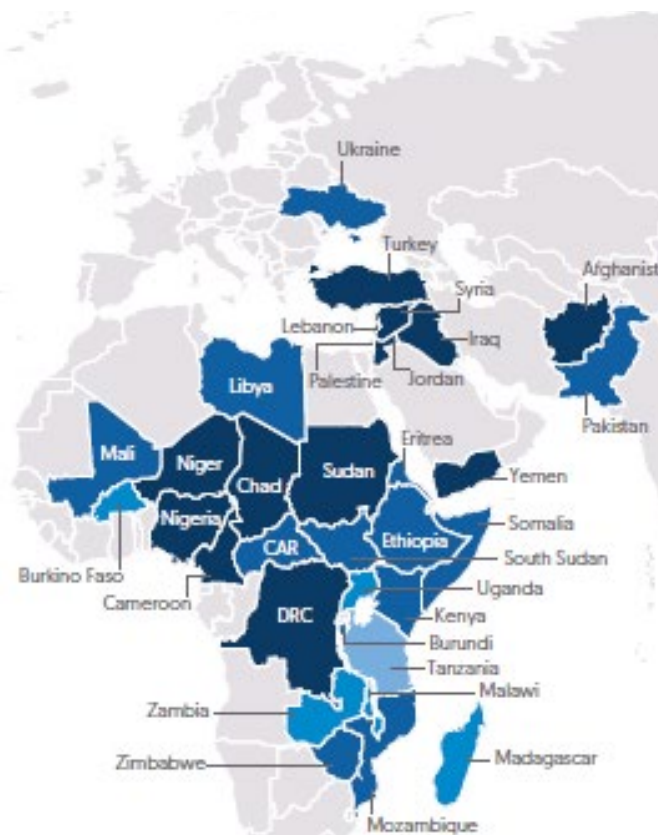 Ukraine
Turkey
Afghanist
Syria
Lebanon
Iraq
Palestine
Jordan
Libya
Pakistan
Eritrea
Mali
Niger
Chad
Sudan
Yemen
Nigeria
Somalia
CAR
Ethiopia
South Sudan
Burkino Faso
Uganda
Cameroon
DRC
Kenya
Burundi
Tanzania
Malawi
Zambia
Madagascar
Zimbabwe
Mozambique